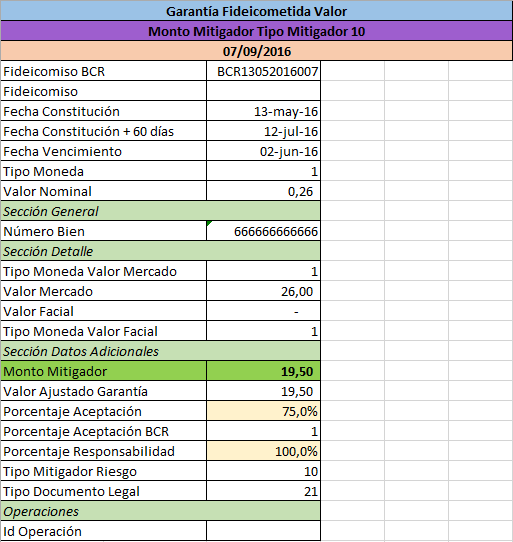 Garantía Fideicometida Valor
Monto Mitigador Tipo Mitigador 10
07/09/2016
Fideicomiso BCR BCR13052016007
Fideicomiso
Fecha Constitución 13-may-16
Fecha Constitución + 60 días 12-jul-16
Fecha Vencimiento 02-jun-16
Tipo Moneda 1
Valor Nominal 0,26
Sección General
Número Bien 666666666666
Sección Detalle
Tipo Moneda Valor Mercado 1
Valor Mercado 26,00
Valor Facial -
Tipo Moneda Valor Facial 1
Sección Datos Adicionales
Monto Mitigador 19,50
Valor Ajustado Garantía 19,50
Porcentaje Aceptación 75,0%
Porcentaje Aceptación BCR 1
Porcentaje Responsabilidad 100,0%
Tipo Mitigador Riesgo 10
Tipo Documento Legal 21
Operaciones
Id Operación